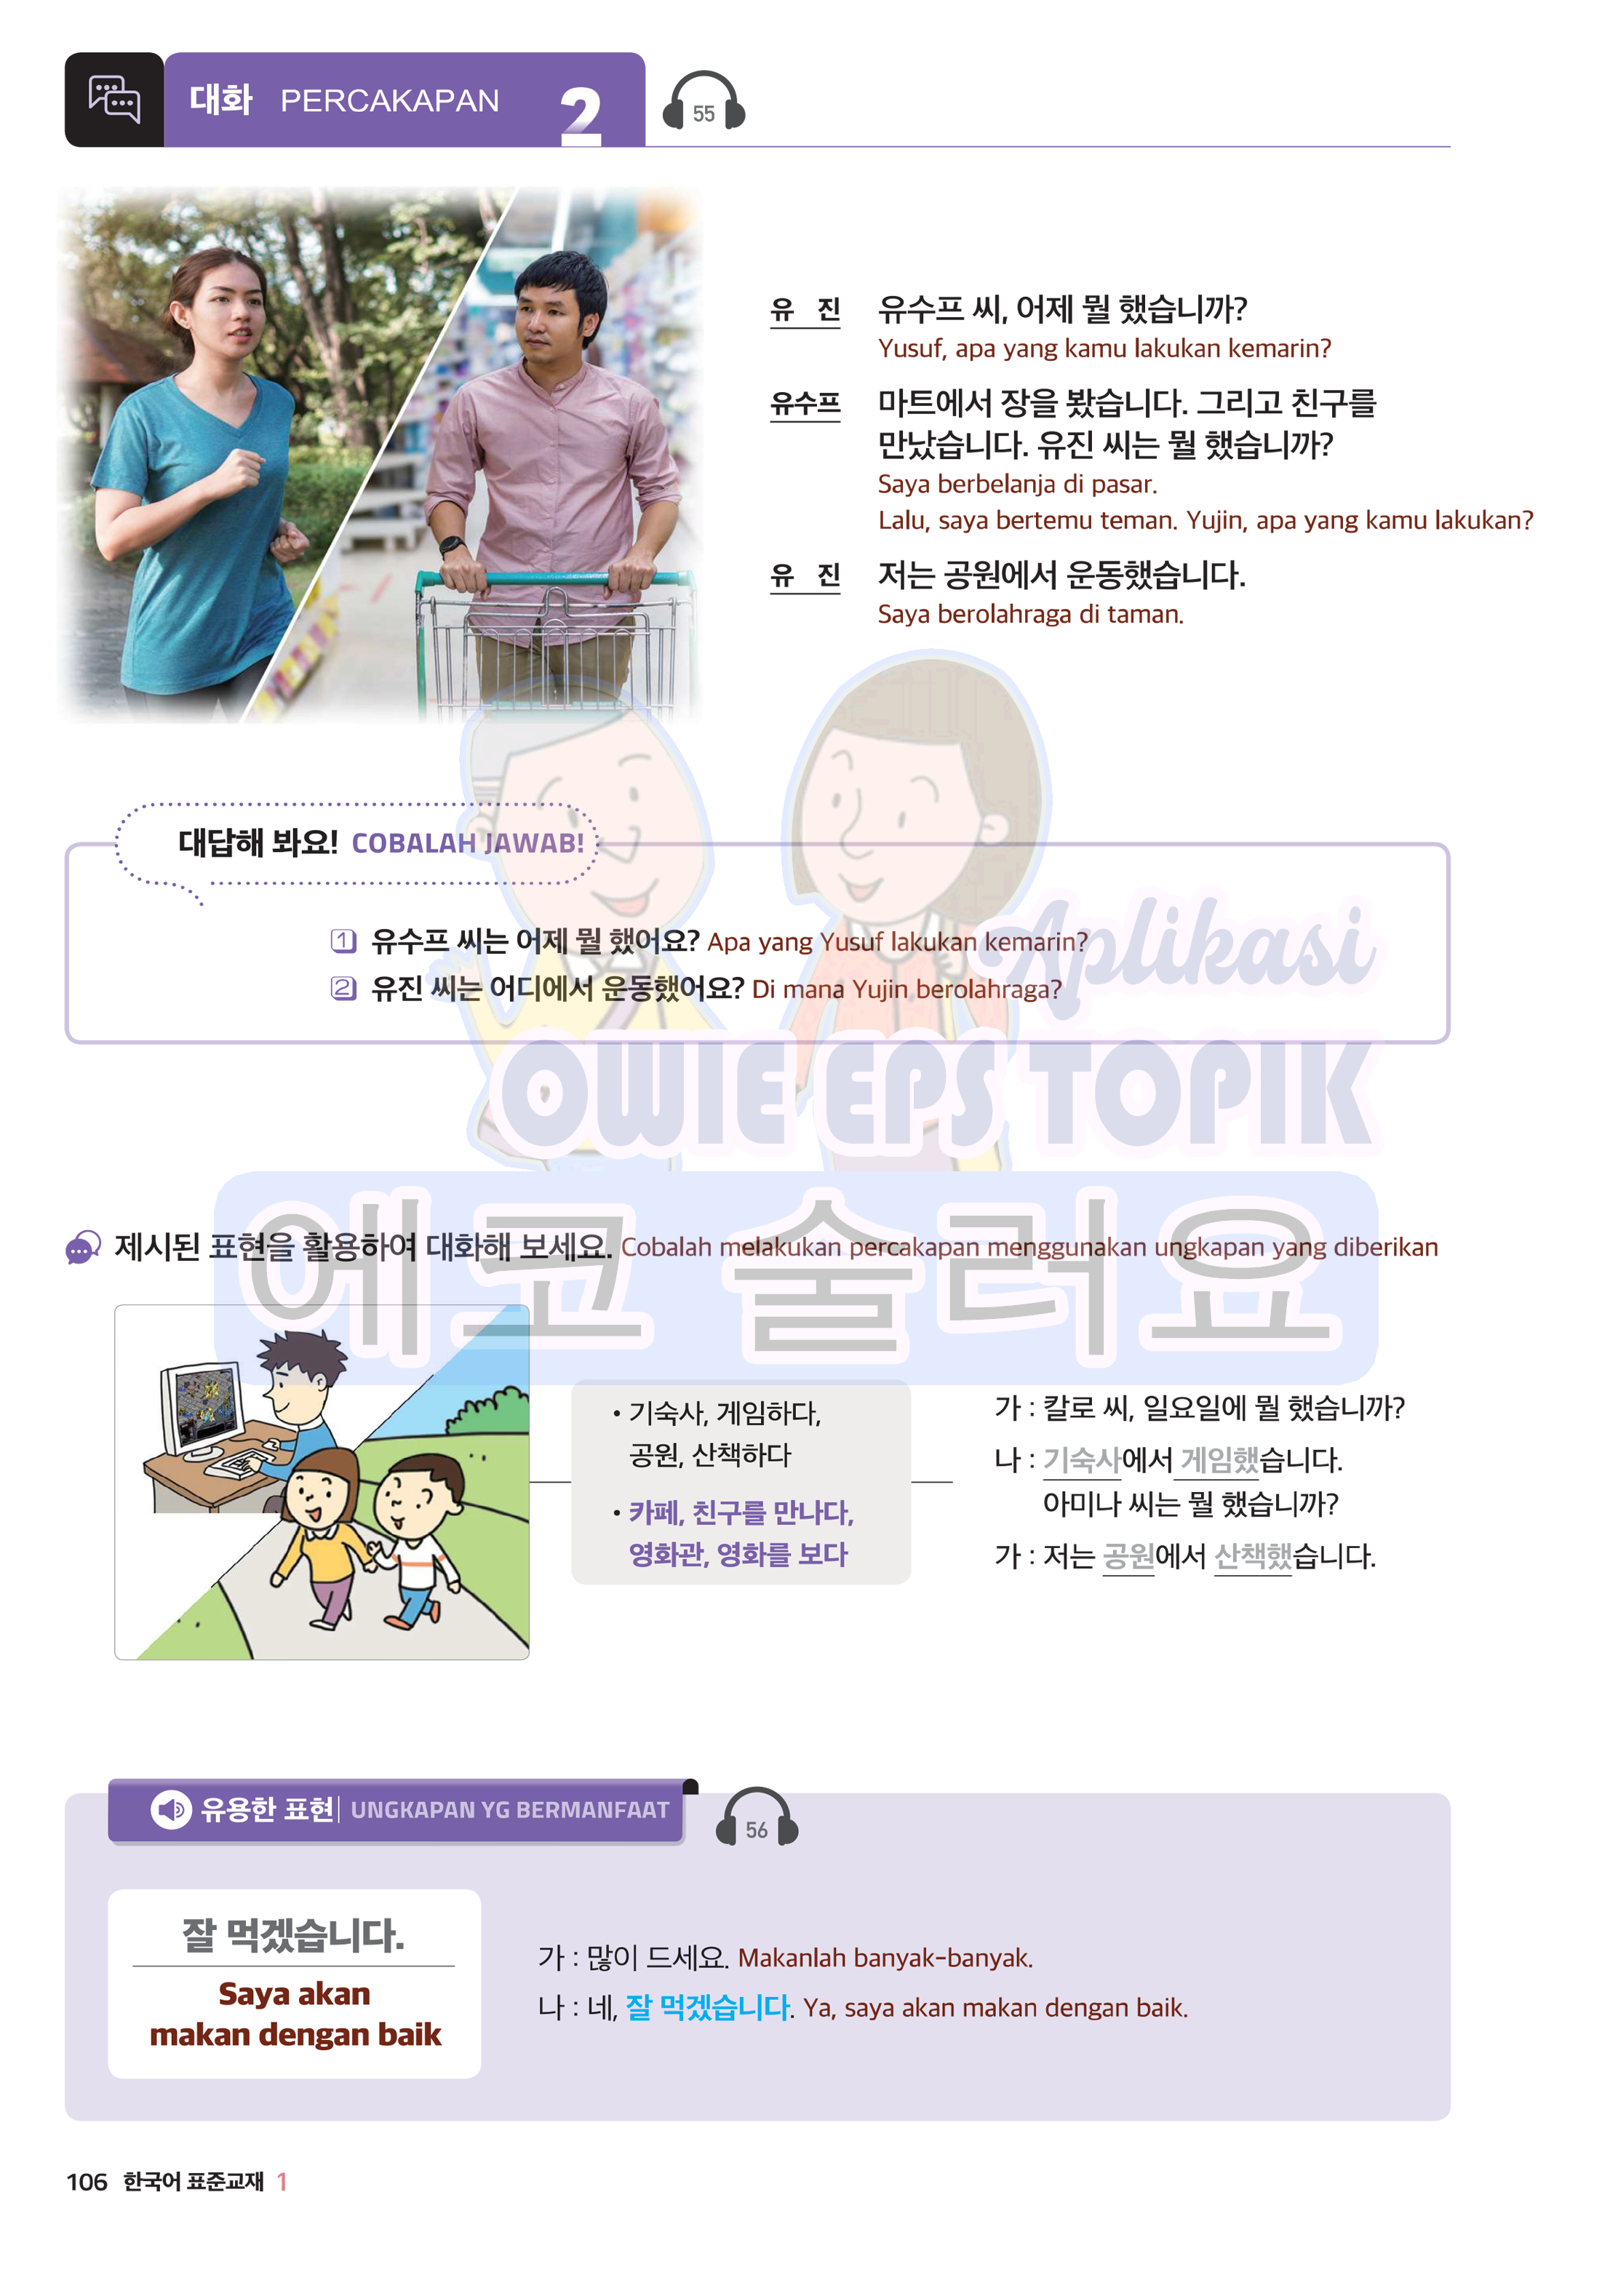 대화 PERCAKAPAN 2
55
유 진 유수프 씨, 어제 뭘 했습니까?
Yusuf, apa yang kamu lakukan kemarin?
유수프 마트에서 장을 봤습니다. 그리고 친구를
만났습니다. 유진 씨는 뭘 했습니까?
Saya berbelanja di pasar.
Lalu, saya bertemu teman. Yujin, apa yang kamu lakukan?
유 진 저는 공원에서 운동했습니다.
Saya berolahraga di taman.
대답해 봐요! COBALAH JAWAB!
1 유수프 씨는 어제 뭘 했어요? Apa yang Yusuf lakukan kemarin?
2 유진 씨는 어디에서 운동했어요? Di mana Yujin berolahraga?
Aplikasi
OWIE EPS TOPIK
에코 술러요
제시된 표현을 활용하여 대화해 보세요. Cobalah melakukan percakapan menggunakan ungkapan yang diberikan
• 기숙사, 게임하다,
공원, 산책하다
• 카페, 친구를 만나다,
영화관, 영화를 보다
가 : 칼로 씨, 일요일에 뭘 했습니까?
나 : 기숙사에서 게임했습니다.
아미나 씨는 뭘 했습니까?
가 : 저는 공원에서 산책했습니다.
유용한 표현| UNGKAPAN YG BERMANFAAT
56
잘 먹겠습니다.
Saya akan
makan dengan baik
가 : 많이 드세요. Makanlah banyak-banyak.
나 : 네, 잘 먹겠습니다. Ya, saya akan makan dengan baik.
106 한국어 표준교재 1